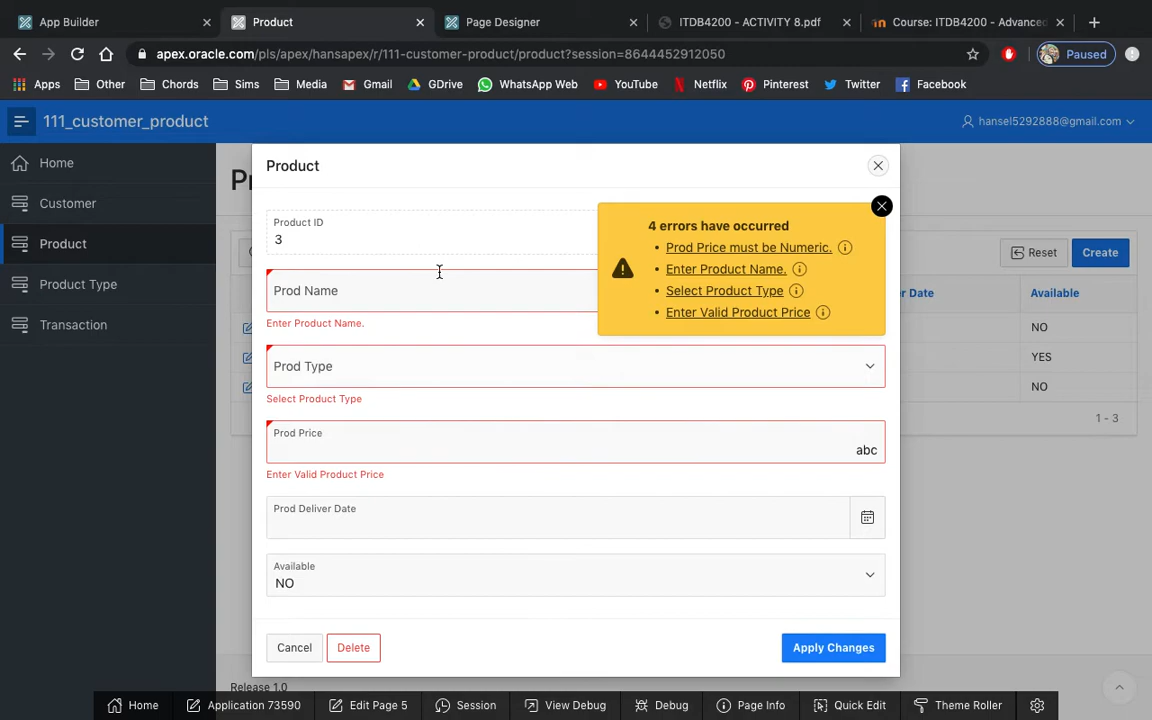 App Builder
Product
Page Designer
ITDB4200 - ACTIVITY 8.pdf
Course: ITDB4200 - Advanced
apex.oracle.com/pls/apex/hansapex/r/111-customer-product/product?session=8644452912050
Paused
Apps
Other
Chords
Sims
Media
Gmail
GDrive
WhatsApp Web
YouTube
Netflix
Pinterest
Twitter
Facebook
111_customer_product
hansel5292888@gmail.com
Home
Customer
Product
Product Type
Transaction
Product
Product ID
3
Prod Name
Enter Product Name.
4 errors have occurred
• Prod Price must be Numeric.
• Enter Product Name.
• Select Product Type
• Enter Valid Product Price
Prod Type
Select Product Type
Prod Price
abc
Enter Valid Product Price
Prod Deliver Date
Available
NO
Cancel
Delete
Apply Changes
Reset
Create
Date
Available
NO
YES
NO
1 - 3
Release 1.0
Home
Application 73590
Edit Page 5
Session
View Debug
Debug
Page Info
Quick Edit
Theme Roller